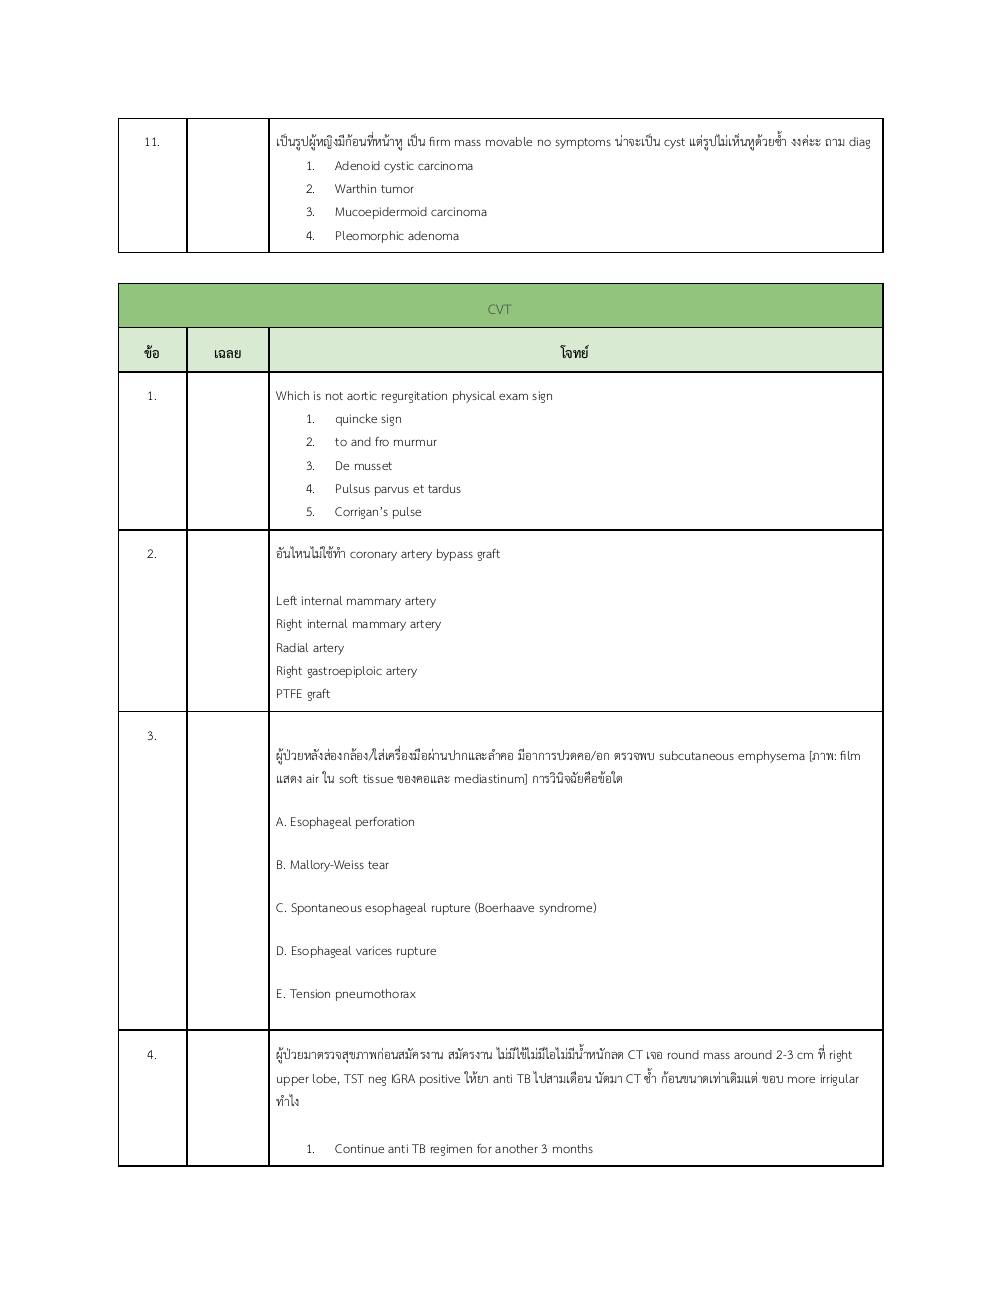 11.
เป็นรูปผู้หญิงมีก้อนที่หน้าหู เป็น firm mass movable no symptoms น่าจะเป็น cyst แต่รูปไม่เห็นหูด้วยซ้ำ งงค่ะะ ถาม diag
1. Adenoid cystic carcinoma
2. Warthin tumor
3. Mucoepidermoid carcinoma
4. Pleomorphic adenoma
CVT
ข้อ เฉลย โจทย์
1. Which is not aortic regurgitation physical exam sign
1. quincke sign
2. to and fro murmur
3. De musset
4. Pulsus parvus et tardus
5. Corrigan’s pulse
2. อันไหนไม่ใช้ทำ coronary artery bypass graft
Left internal mammary artery
Right internal mammary artery
Radial artery
Right gastroepiploic artery
PTFE graft
3.
ผู้ป่วยหลังส่องกล้อง/ใส่เครื่องมือผ่านปากและลำคอ มีอาการปวดคอ/อก ตรวจพบ subcutaneous emphysema [ภาพ: film
แสดง air ใน soft tissue ของคอและ mediastinum] การวินิจฉัยคือข้อใด
A. Esophageal perforation
B. Mallory-Weiss tear
C. Spontaneous esophageal rupture (Boerhaave syndrome)
D. Esophageal varices rupture
E. Tension pneumothorax
4. ผู้ป่วยมาตรวจสุขภาพก่อนสมัครงาน สมัครงาน ไม่มีไข้ไม่มีไอไม่มีน้ำหนักลด CT เจอ round mass around 2-3 cm ที่ right
upper lobe, TST neg IGRA positive ให้ยา anti TB ไปสามเดือน นัดมา CT ซ้ำ ก้อนขนาดเท่าเดิมแต่ ขอบ more irrigular
ทำไง
1. Continue anti TB regimen for another 3 months